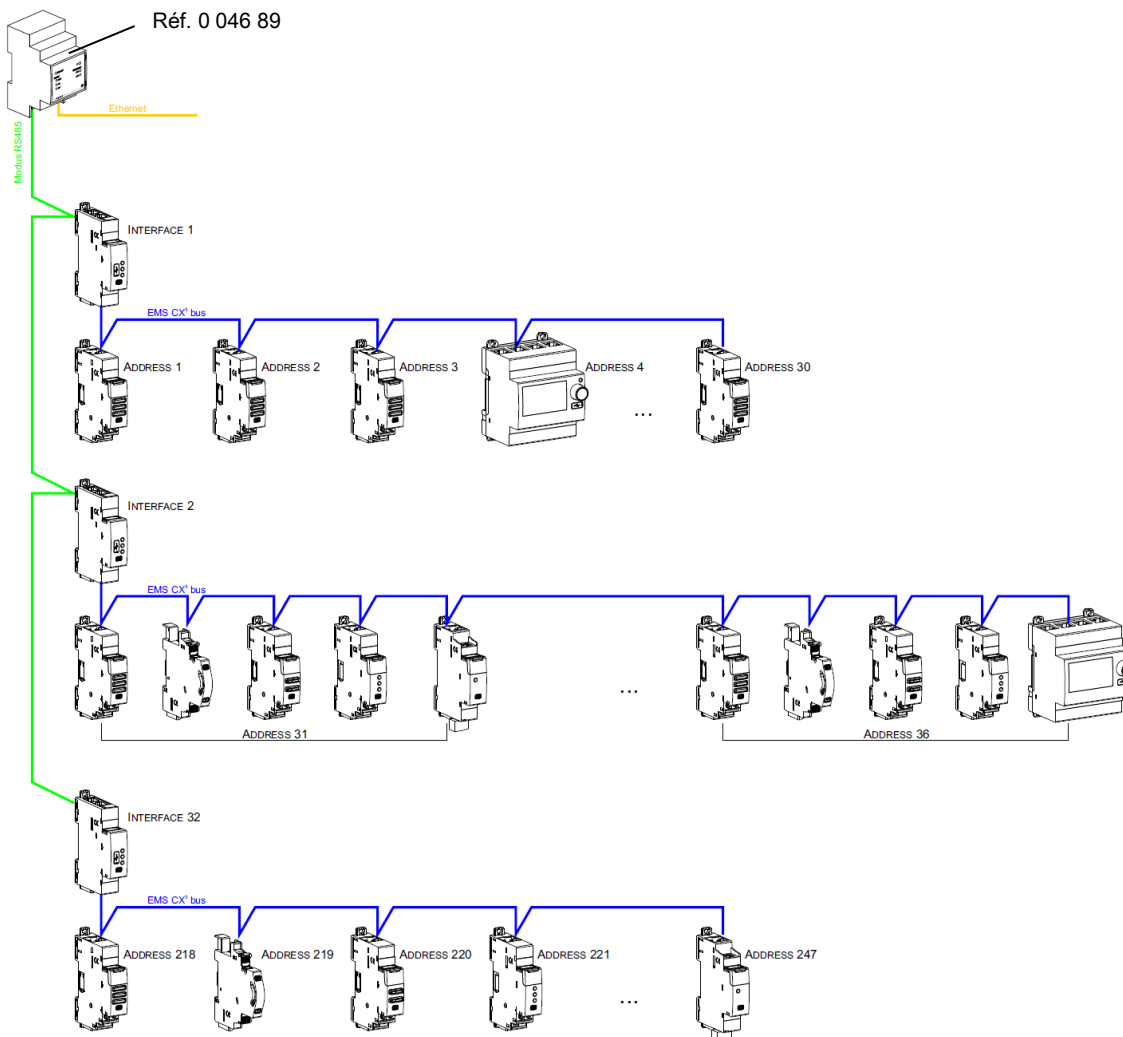 Réf. 0 046 89
Ethernet
Modus RS485
INTERFACE 1
EMS CX³ bus
ADDRESS 1
ADDRESS 2
ADDRESS 3
ADDRESS 4
ADDRESS 30
...
INTERFACE 2
EMS CX³ bus
...
ADDRESS 31
ADDRESS 36
INTERFACE 32
EMS CX³ bus
ADDRESS 218
ADDRESS 219
ADDRESS 220
ADDRESS 221
ADDRESS 247
...